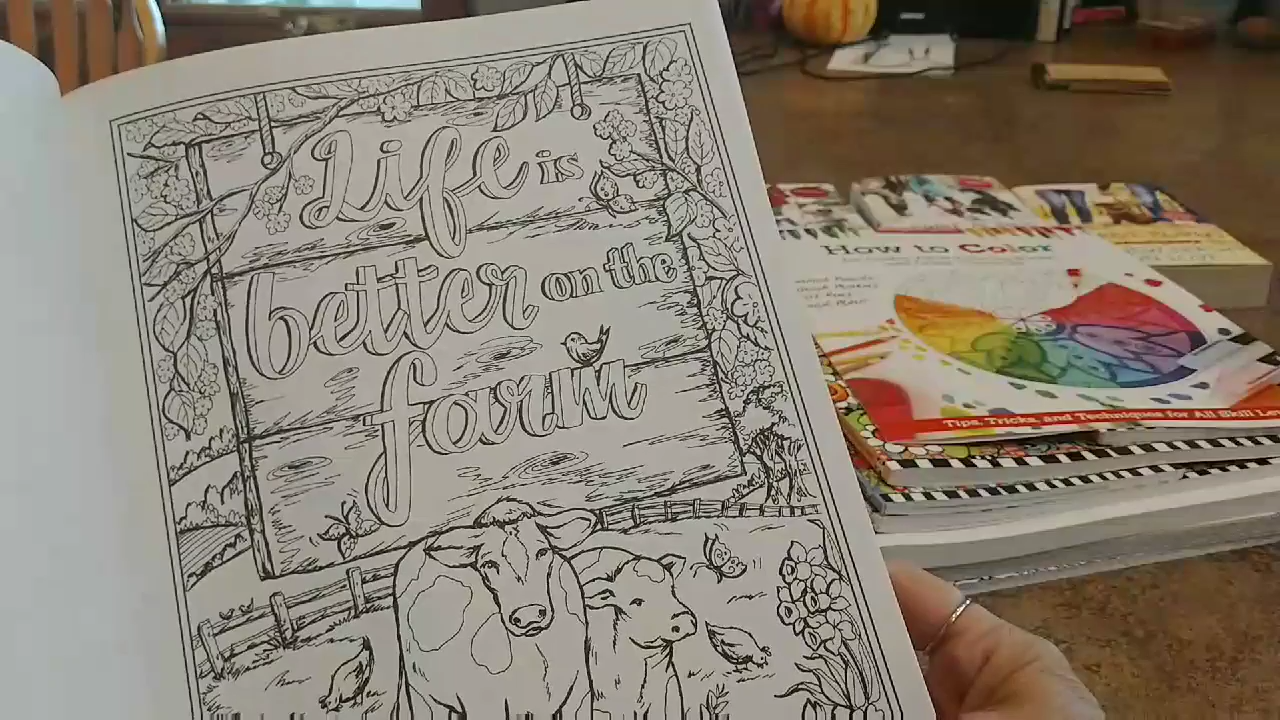 Life is
better on the
farm
How to Color
Tips, Tricks, and Techniques for All Skill Le